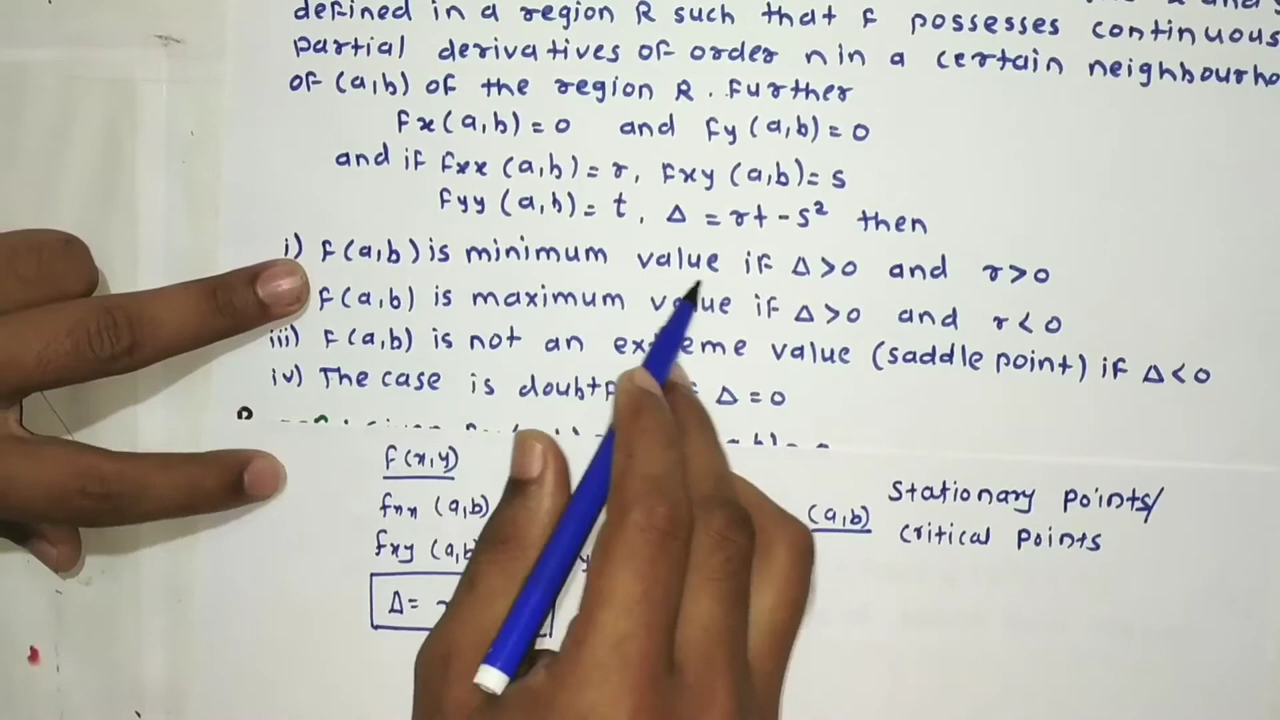 defined in a region R such that f possesses continuous
partial derivatives of order n in a certain neighbourho
of (a,b) of the region R. Further
fx(a,b)=0 and fy(a,b)=0
and if fxx(a,b)=r, fxy(a,b)=s
fyy(a,b)=t, Δ=rt-s² then
i) f(a,b) is minimum value if Δ>0 and r>0
f(a,b) is maximum value if Δ>0 and r<0
iii) f(a,b) is not an extreme value (saddle point) if Δ<0
iv) The case is Δ=0
f(x,y)
fxx (a,b)
fxy (a,b
Δ=
(a,b)
Stationary points/
critical points